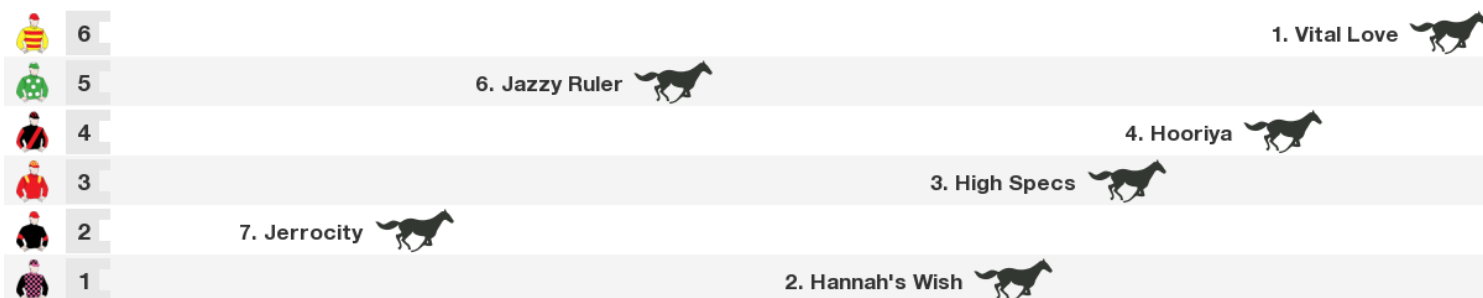 6 1. Vital Love
5 6. Jazzy Ruler
4 4. Hooriya
3 3. High Specs
2 7. Jerrocity
1 2. Hannah's Wish